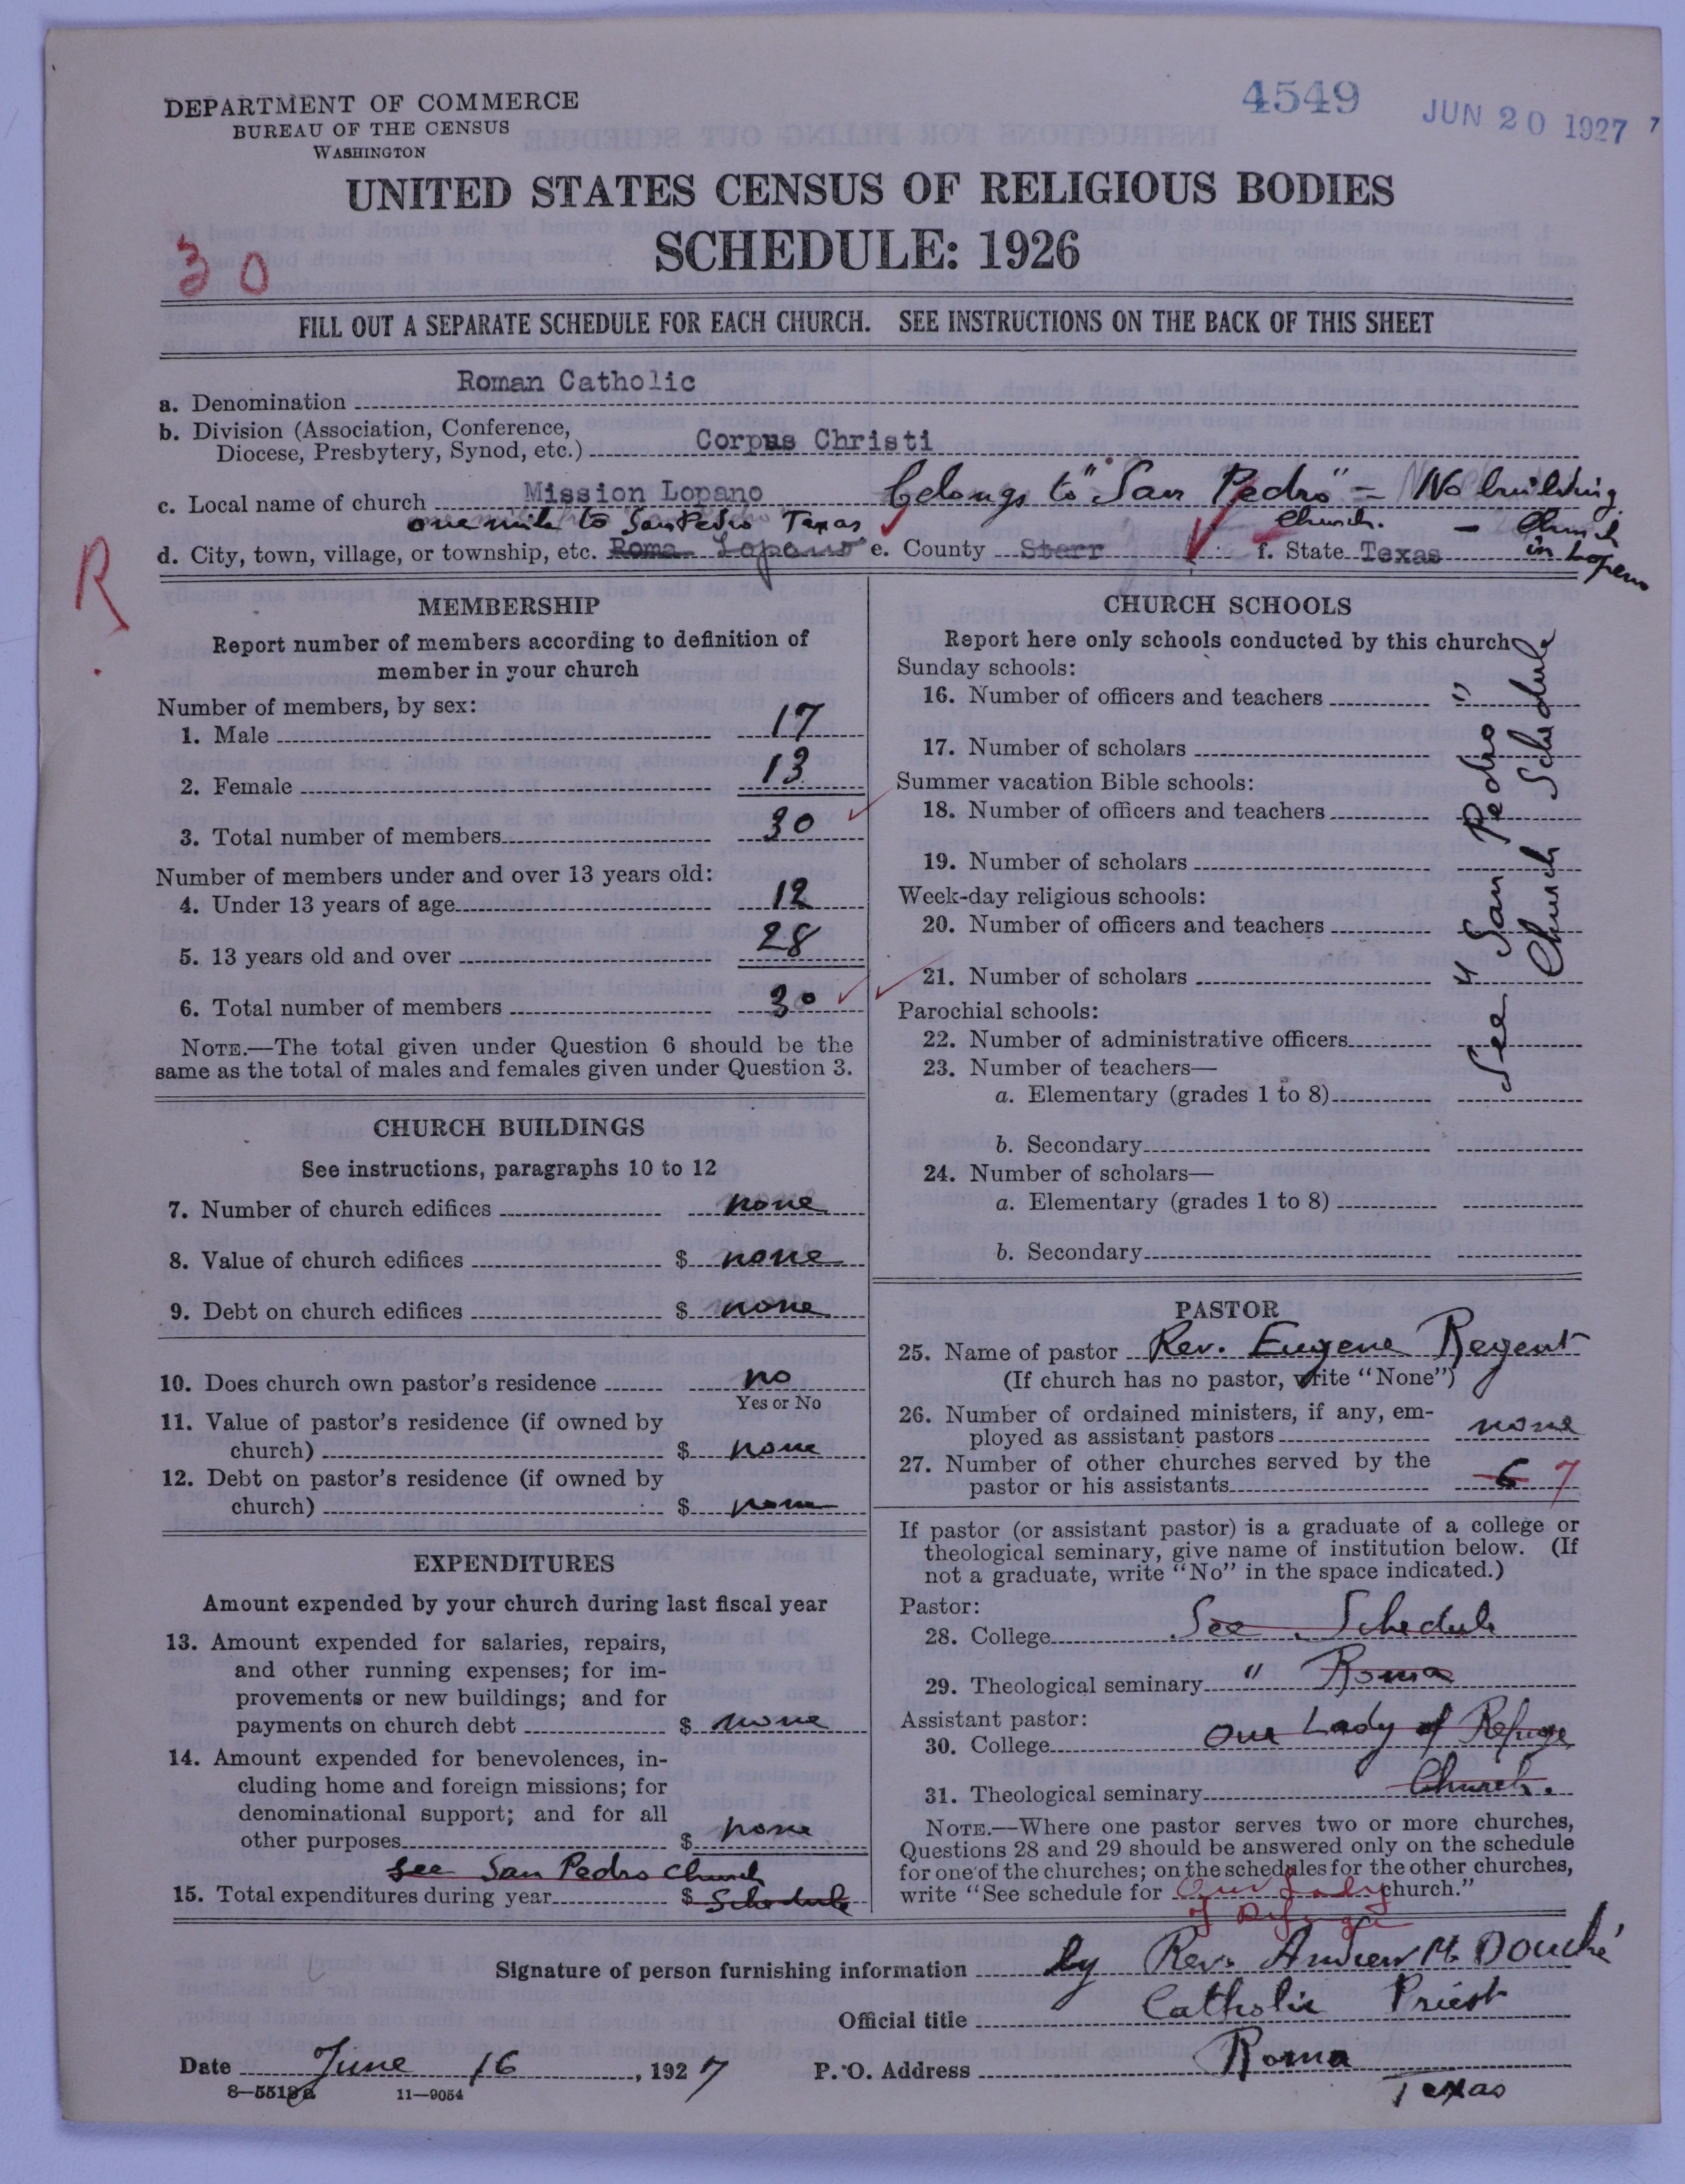 4549 JUN 20 1927 7
DEPARTMENT OF COMMERCE
BUREAU OF THE CENSUS
WASHINGTON
UNITED STATES CENSUS OF RELIGIOUS BODIES
SCHEDULE: 1926
30
FILL OUT A SEPARATE SCHEDULE FOR EACH CHURCH. SEE INSTRUCTIONS ON THE BACK OF THIS SHEET
a. Denomination Roman Catholic
b. Division (Association, Conference,
Diocese, Presbytery, Synod, etc.) Corpus Christi
c. Local name of church Mission Lopano belongs to "San Pedro" = No building
one mile to San Pedro Texas Church. - Church
d. City, town, village, or township, etc. Roma Lopano e. County Starr f. State Texas in Lopeno
R
MEMBERSHIP
Report number of members according to definition of
member in your church
Number of members, by sex:
1. Male 17
2. Female 13
3. Total number of members 30
Number of members under and over 13 years old:
4. Under 13 years of age 12
5. 13 years old and over 28
6. Total number of members 30
NOTE.—The total given under Question 6 should be the
same as the total of males and females given under Question 3.
CHURCH BUILDINGS
See instructions, paragraphs 10 to 12
7. Number of church edifices none
8. Value of church edifices $ none
9. Debt on church edifices $ none
10. Does church own pastor's residence no
Yes or No
11. Value of pastor's residence (if owned by
church) $ none
12. Debt on pastor's residence (if owned by
church) $ none
EXPENDITURES
Amount expended by your church during last fiscal year
13. Amount expended for salaries, repairs,
and other running expenses; for im-
provements or new buildings; and for
payments on church debt $ none
14. Amount expended for benevolences, in-
cluding home and foreign missions; for
denominational support; and for all
other purposes $ none
see San Pedro Church
15. Total expenditures during year $ Schedule
CHURCH SCHOOLS
Report here only schools conducted by this church
Sunday schools:
16. Number of officers and teachers
17. Number of scholars
Summer vacation Bible schools:
18. Number of officers and teachers
19. Number of scholars
Week-day religious schools:
20. Number of officers and teachers
21. Number of scholars
Parochial schools:
22. Number of administrative officers
23. Number of teachers—
a. Elementary (grades 1 to 8)
b. Secondary
24. Number of scholars—
a. Elementary (grades 1 to 8)
b. Secondary
See "San Pedro"
Church Schedule
PASTOR
25. Name of pastor Rev. Eugene Regent
(If church has no pastor, write "None")
26. Number of ordained ministers, if any, em-
ployed as assistant pastors none
27. Number of other churches served by the
pastor or his assistants 6 7
If pastor (or assistant pastor) is a graduate of a college or
theological seminary, give name of institution below. (If
not a graduate, write "No" in the space indicated.)
Pastor:
28. College See Schedule
29. Theological seminary " Roma
Assistant pastor:
30. College Our Lady of Refuge
31. Theological seminary Church.
NOTE.—Where one pastor serves two or more churches,
Questions 28 and 29 should be answered only on the schedule
for one of the churches; on the schedules for the other churches,
write "See schedule for Our Lady church."
of Refuge
Signature of person furnishing information by Rev. Andrew M. Douché
Official title Catholic Priest
Date June 16, 1927 P. O. Address Roma
Texas
8—5518a 11—9054